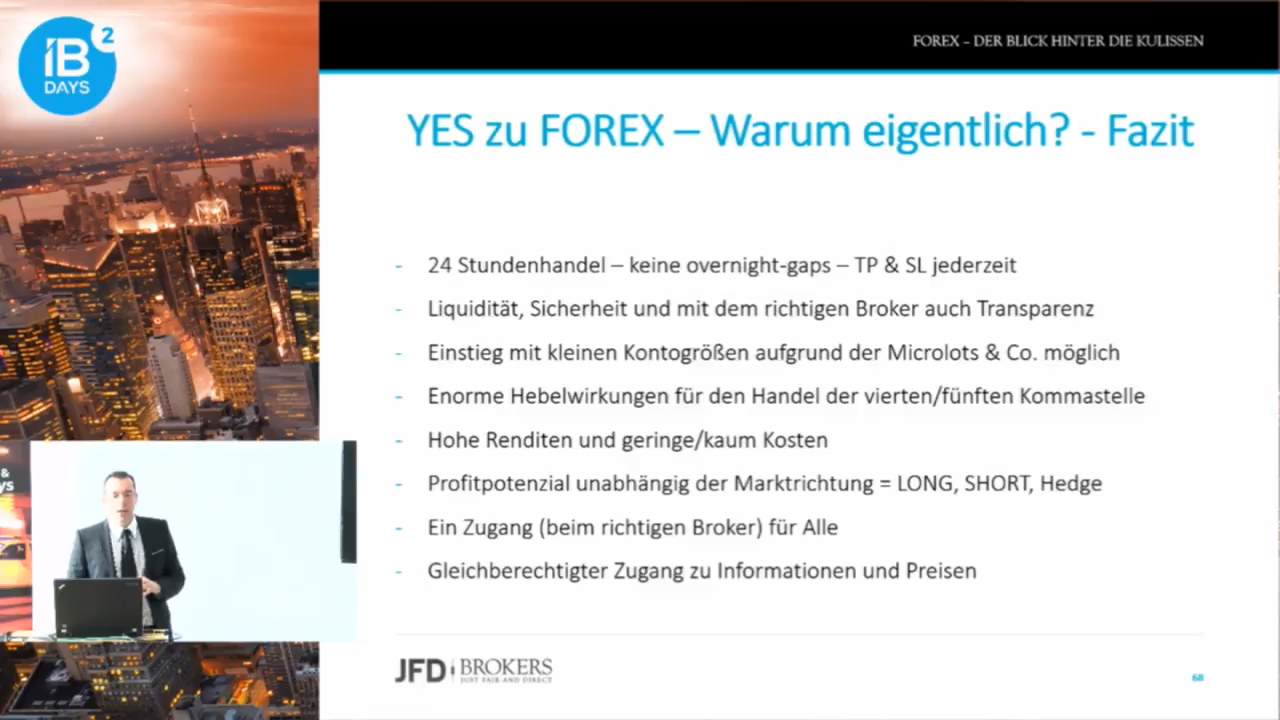 IB
2
DAYS
FOREX – DER BLICK HINTER DIE KULISSEN
YES zu FOREX – Warum eigentlich? - Fazit
- 24 Stundenhandel – keine overnight-gaps – TP & SL jederzeit
- Liquidität, Sicherheit und mit dem richtigen Broker auch Transparenz
- Einstieg mit kleinen Kontogrößen aufgrund der Microlots & Co. möglich
- Enorme Hebelwirkungen für den Handel der vierten/fünften Kommastelle
- Hohe Renditen und geringe/kaum Kosten
- Profitpotenzial unabhängig der Marktrichtung = LONG, SHORT, Hedge
- Ein Zugang (beim richtigen Broker) für Alle
- Gleichberechtigter Zugang zu Informationen und Preisen
JFD BROKERS
JUST FAIR AND DIRECT
68